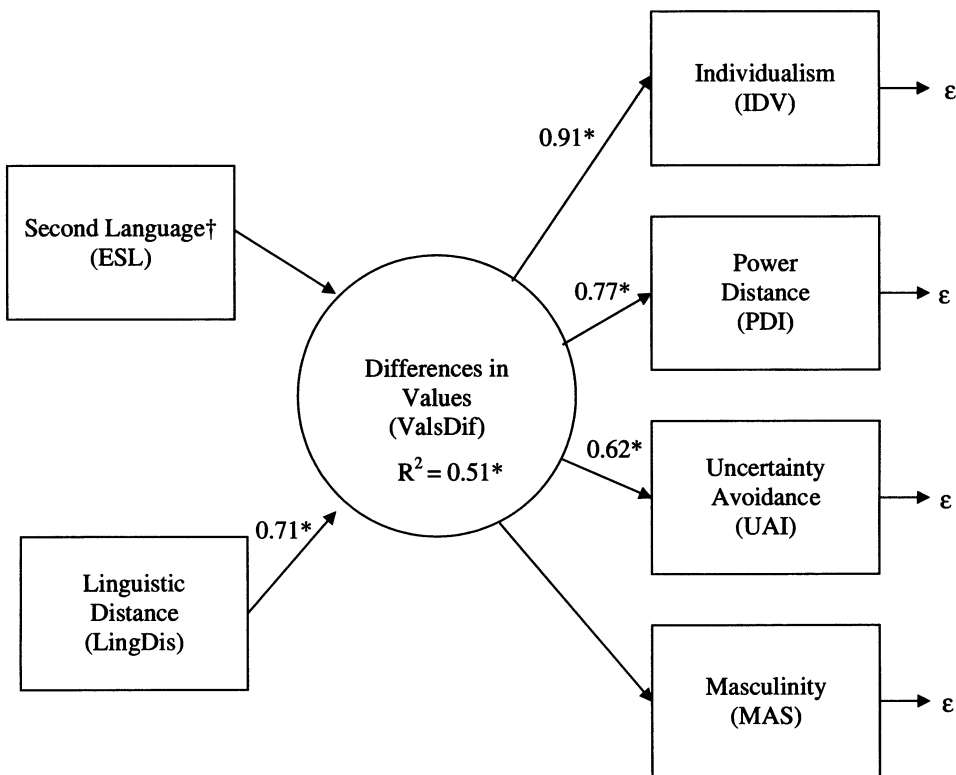 Individualism
(IDV)
ε
0.91*
Second Language†
(ESL)
Power
Distance
(PDI)
ε
0.77*
Differences in
Values
(ValsDif)
R² = 0.51*
0.62*
Uncertainty
Avoidance
(UAI)
ε
0.71*
Linguistic
Distance
(LingDis)
Masculinity
(MAS)
ε